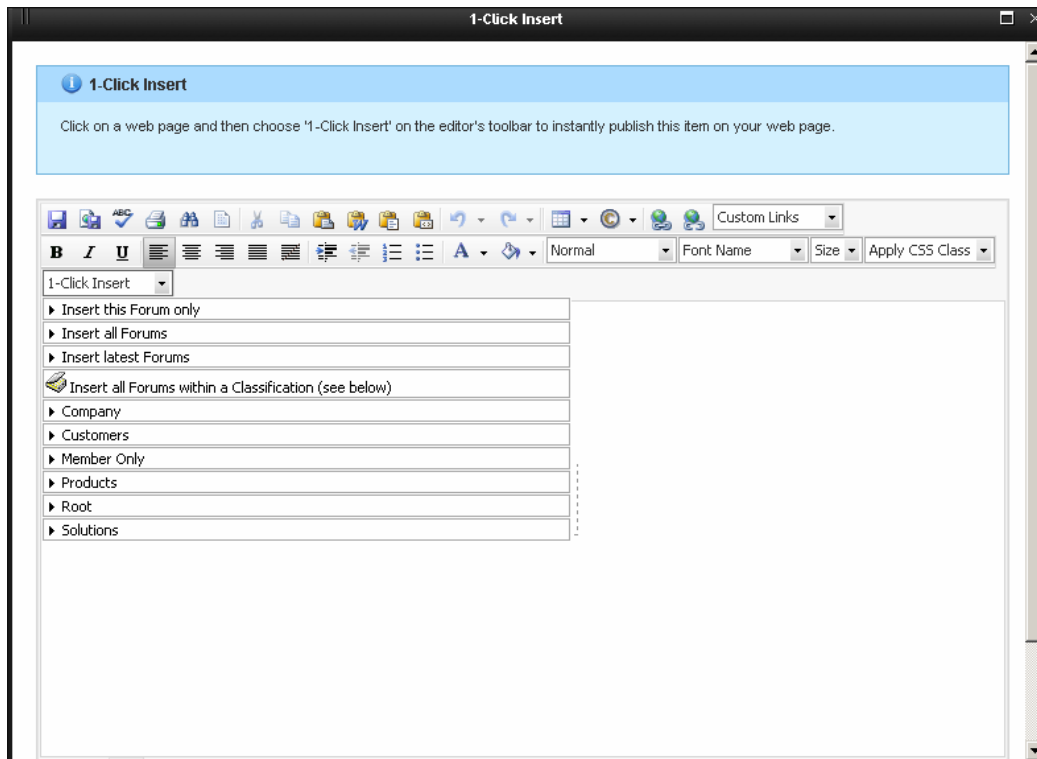 1-Click Insert
1-Click Insert
Click on a web page and then choose '1-Click Insert' on the editor's toolbar to instantly publish this item on your web page.
ABC
Custom Links
B I U A Normal Font Name Size Apply CSS Class
1-Click Insert
Insert this Forum only
Insert all Forums
Insert latest Forums
Insert all Forums within a Classification (see below)
Company
Customers
Member Only
Products
Root
Solutions